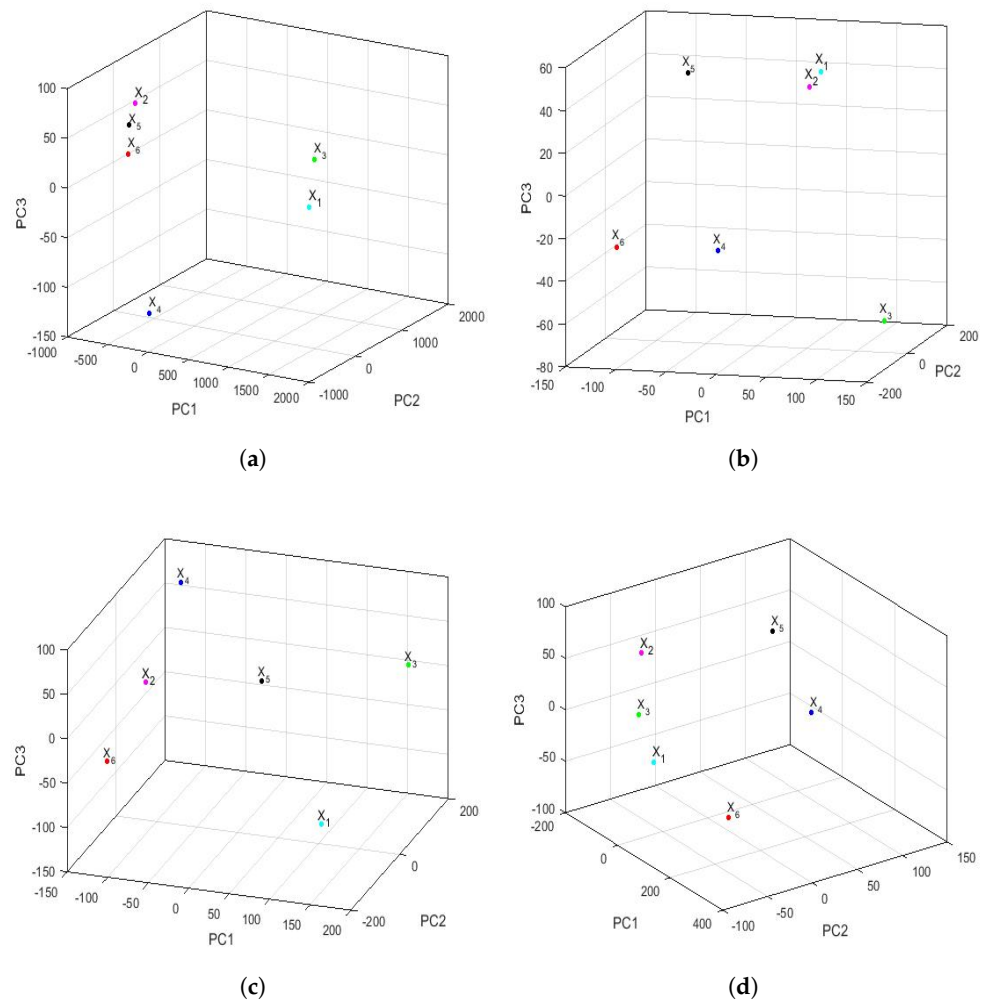 100
50
0
-50
-100
-150
PC3
-1000
-500
0
500
1000
1500
2000
PC1
-1000
0
1000
2000
PC2
X2
X5
X6
X3
X1
X4
(a)
60
40
20
0
-20
-40
-60
-80
PC3
-150
-100
-50
0
50
100
150
PC1
-200
0
200
PC2
X5
X1
X2
X6
X4
X3
(b)
100
50
0
-50
-100
-150
PC3
-150
-100
-50
0
50
100
150
200
PC1
-200
0
200
PC2
X4
X2
X5
X3
X6
X1
(c)
100
50
0
-50
-100
PC3
-200
0
200
400
PC1
-100
-50
0
50
100
150
PC2
X5
X2
X3
X4
X1
X6
(d)